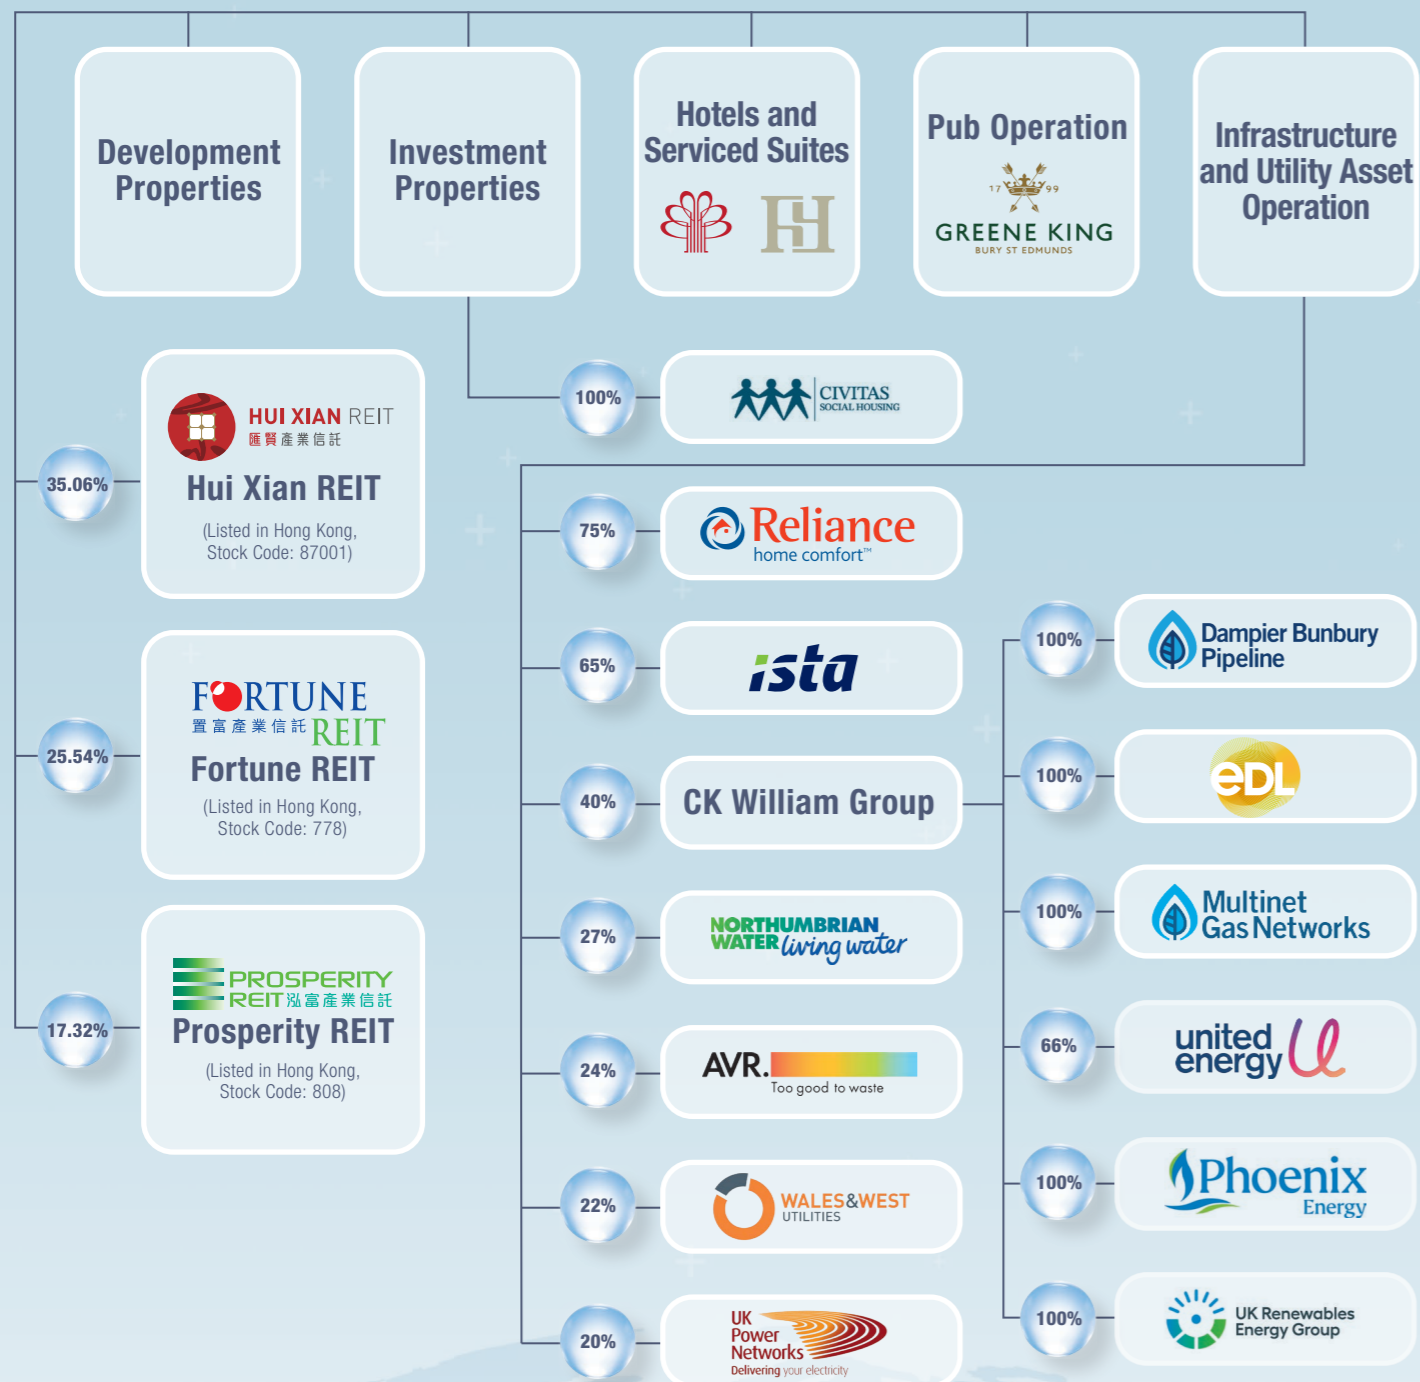 Development
Properties
Investment
Properties
Hotels and
Serviced Suites
Pub Operation
17 99
GREENE KING
BURY ST EDMUNDS
Infrastructure
and Utility Asset
Operation
35.06%
HUI XIAN REIT
匯賢產業信託
Hui Xian REIT
(Listed in Hong Kong,
Stock Code: 87001)
25.54%
FORTUNE
置富產業信託 REIT
Fortune REIT
(Listed in Hong Kong,
Stock Code: 778)
17.32%
PROSPERITY
REIT 泓富產業信託
Prosperity REIT
(Listed in Hong Kong,
Stock Code: 808)
100%
CIVITAS
SOCIAL HOUSING
75%
Reliance
home comfort™
65%
ista
40%
CK William Group
27%
NORTHUMBRIAN
WATER living water
24%
AVR.
Too good to waste
22%
WALES&WEST
UTILITIES
20%
UK
Power
Networks
Delivering your electricity
100%
Dampier Bunbury
Pipeline
100%
eDL
100%
Multinet
Gas Networks
66%
united
energy
100%
Phoenix
Energy
100%
UK Renewables
Energy Group